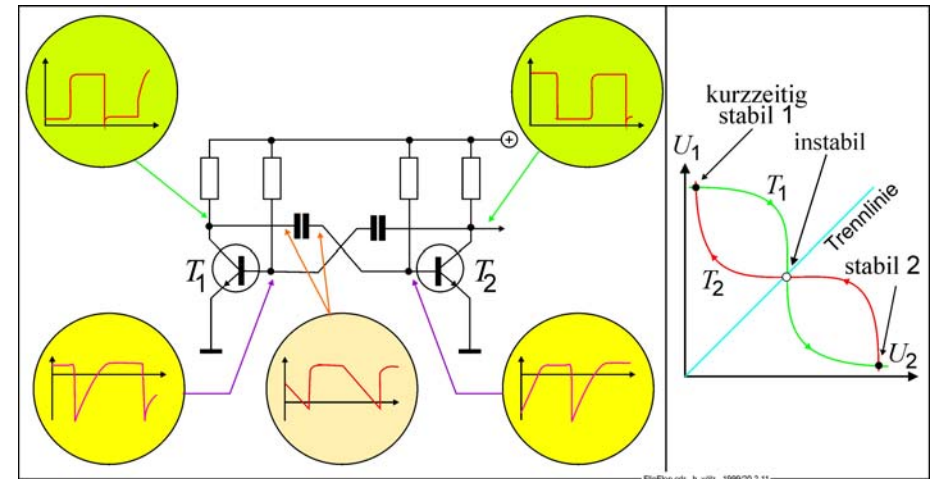 T1
T2
+
kurzzeitig
stabil 1
instabil
U1
T1
Trennlinie
T2
stabil 2
U2